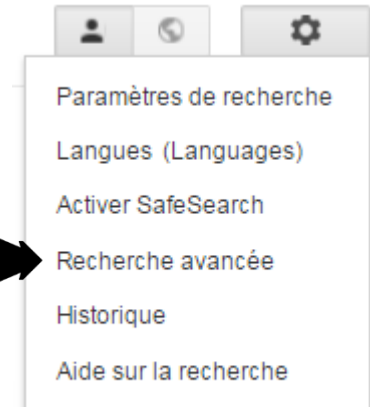 Paramètres de recherche
Langues (Languages)
Activer SafeSearch
Recherche avancée
Historique
Aide sur la recherche